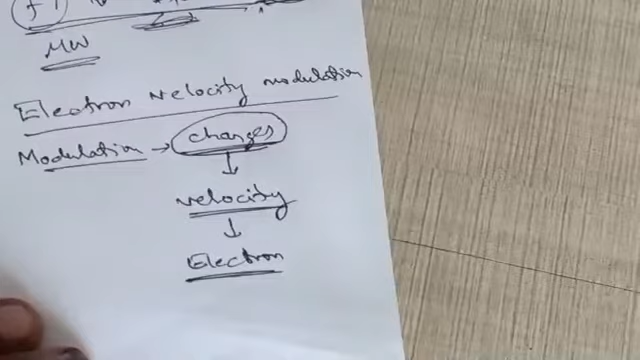 MW
Electron Velocity modulation
Modulation → changes
↓
velocity
↓
Electron